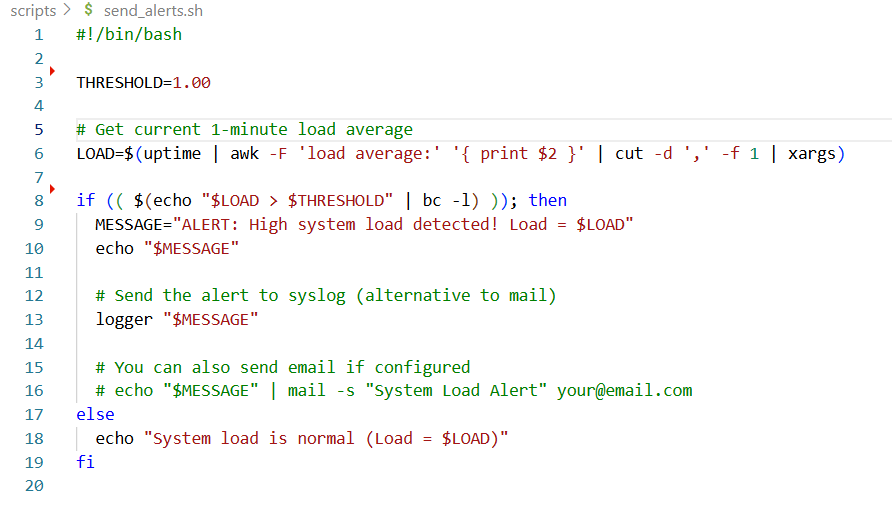 scripts > $ send_alerts.sh
1 #!/bin/bash
2
3 THRESHOLD=1.00
4
5 # Get current 1-minute load average
6 LOAD=$(uptime | awk -F 'load average:' '{ print $2 }' | cut -d ',' -f 1 | xargs)
7
8 if (( $(echo "$LOAD > $THRESHOLD" | bc -l) )); then
9   MESSAGE="ALERT: High system load detected! Load = $LOAD"
10   echo "$MESSAGE"
11
12   # Send the alert to syslog (alternative to mail)
13   logger "$MESSAGE"
14
15   # You can also send email if configured
16   # echo "$MESSAGE" | mail -s "System Load Alert" your@email.com
17 else
18   echo "System load is normal (Load = $LOAD)"
19 fi
20